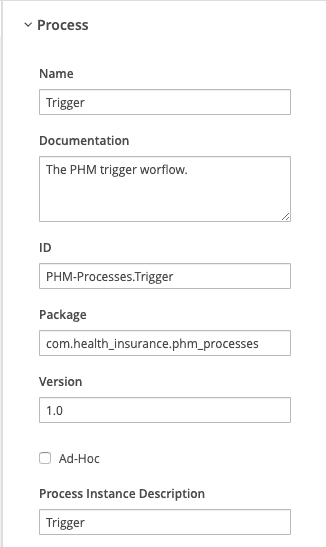 Process
Name
Trigger
Documentation
The PHM trigger worflow.
ID
PHM-Processes.Trigger
Package
com.health_insurance.phm_processes
Version
1.0
Ad-Hoc
Process Instance Description
Trigger